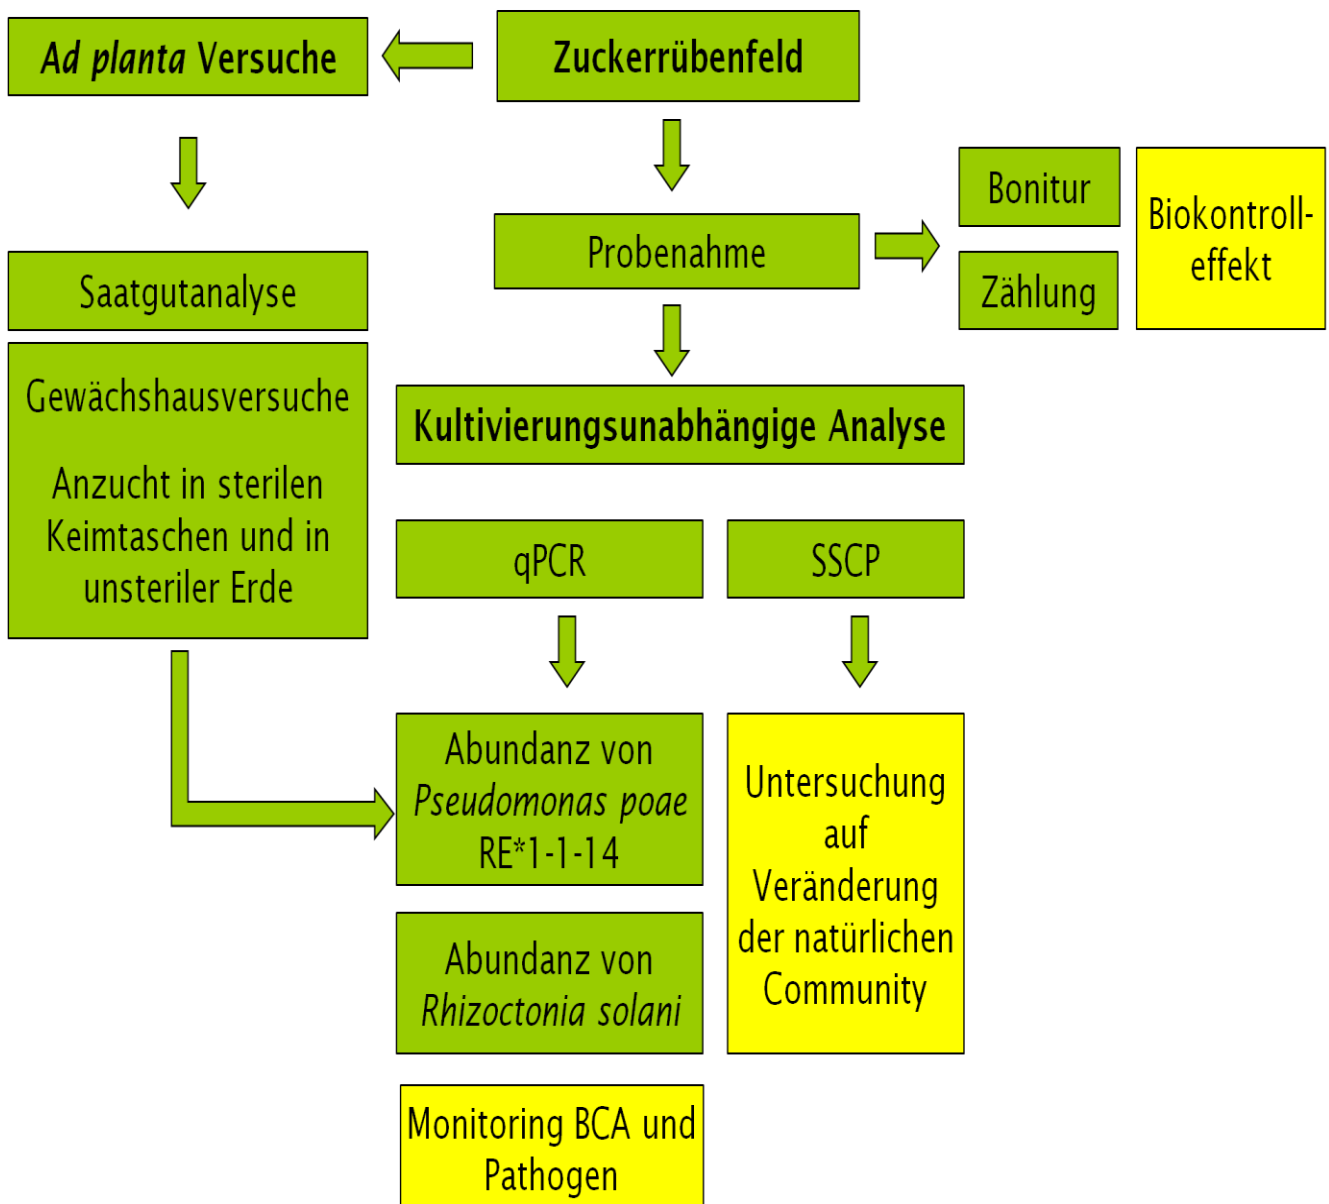 Ad planta Versuche
Zuckerrübenfeld
Probenahme
Bonitur
Zählung
Biokontroll-
effekt
Saatgutanalyse
Gewächshausversuche
Anzucht in sterilen
Keimtaschen und in
unsteriler Erde
Kultivierungsunabhängige Analyse
qPCR
SSCP
Abundanz von
Pseudomonas poae
RE*1-1-14
Abundanz von
Rhizoctonia solani
Monitoring BCA und
Pathogen
Untersuchung
auf
Veränderung
der natürlichen
Community